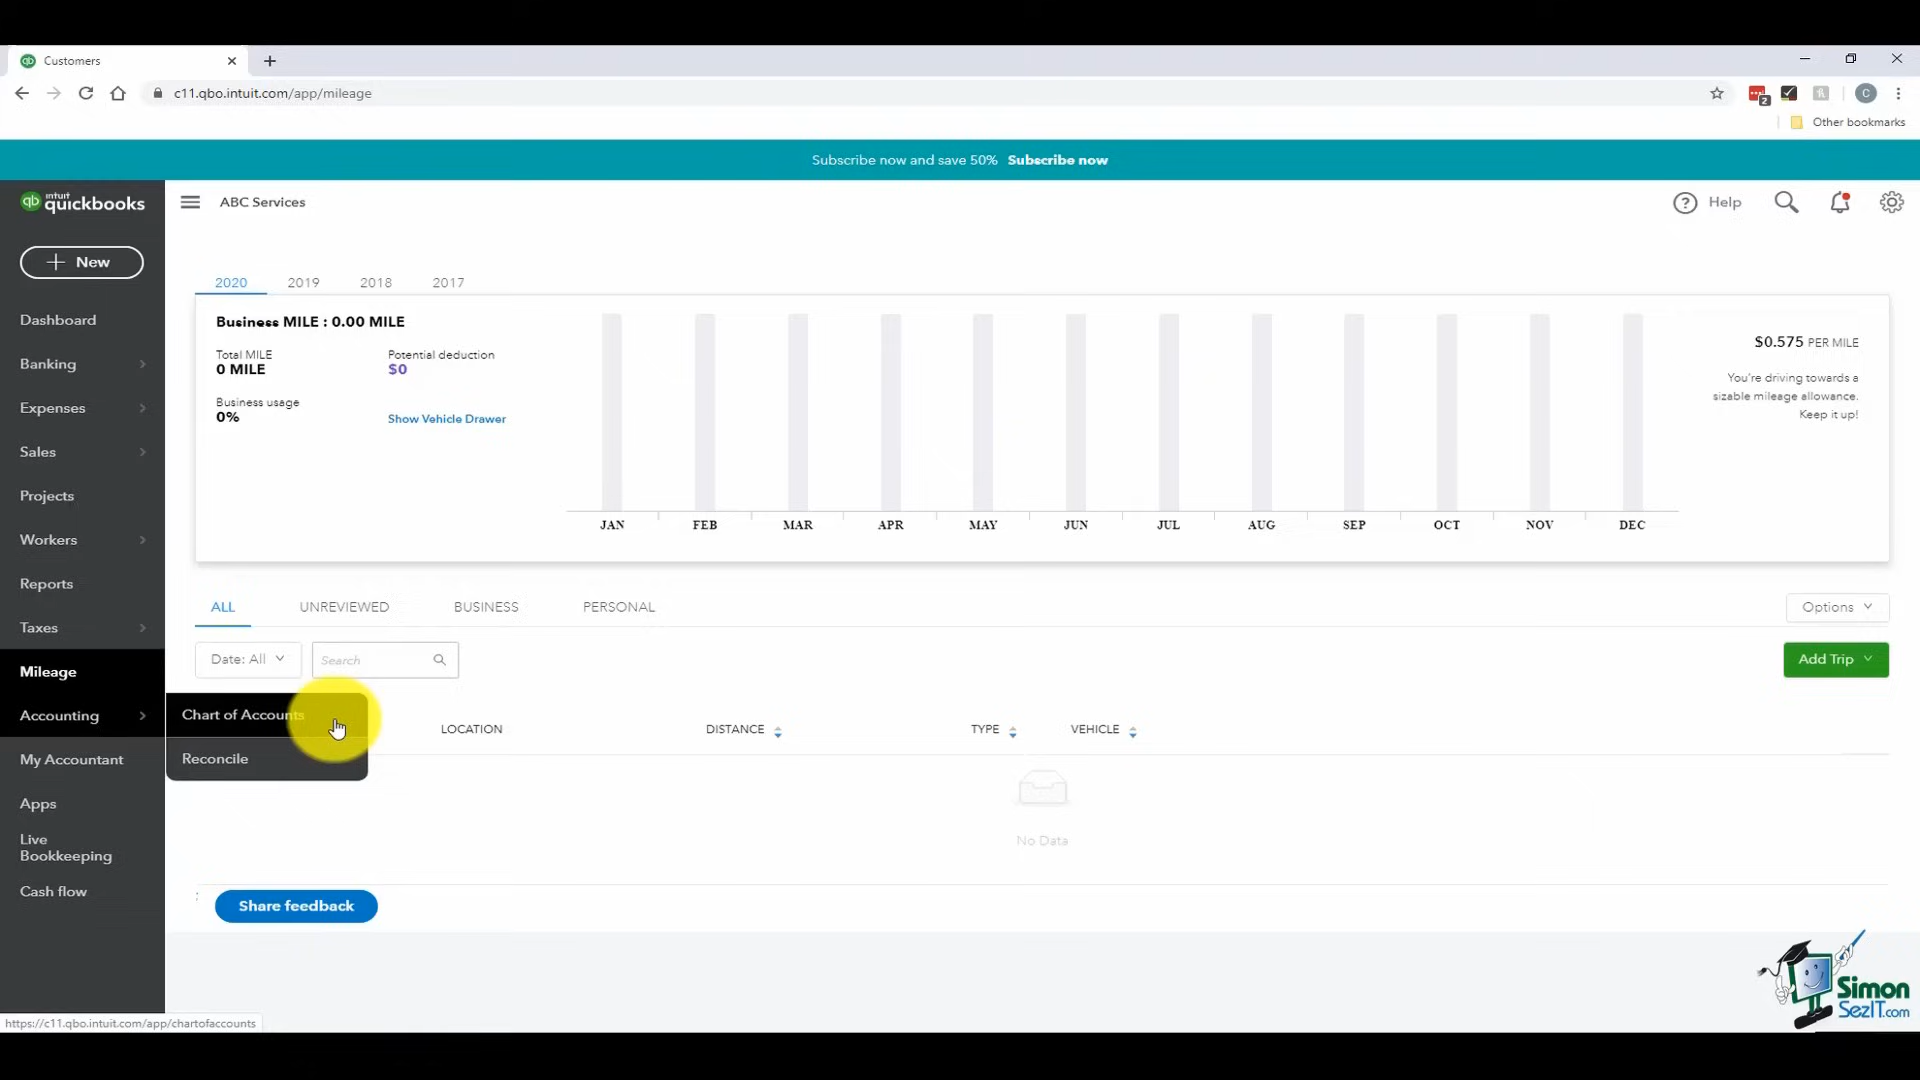 Customers
c11.qbo.intuit.com/app/mileage
2
C
Other bookmarks
Subscribe now and save 50% Subscribe now
intuit
qb quickbooks
ABC Services
? Help
+ New
Dashboard
Banking
Expenses
Sales
Projects
Workers
Reports
Taxes
Mileage
Accounting
My Accountant
Apps
Live
Bookkeeping
Cash flow
Chart of Accounts
Reconcile
2020 2019 2018 2017
Business MILE : 0.00 MILE
Total MILE
0 MILE
Potential deduction
$0
Business usage
0%
Show Vehicle Drawer
JAN FEB MAR APR MAY JUN JUL AUG SEP OCT NOV DEC
$0.575 PER MILE
You're driving towards a
sizable mileage allowance.
Keep it up!
ALL UNREVIEWED BUSINESS PERSONAL
Options
Date: All
Search
Add Trip
LOCATION DISTANCE TYPE VEHICLE
No Data
Share feedback
https://c11.qbo.intuit.com/app/chartofaccounts
Simon
SezIT.com